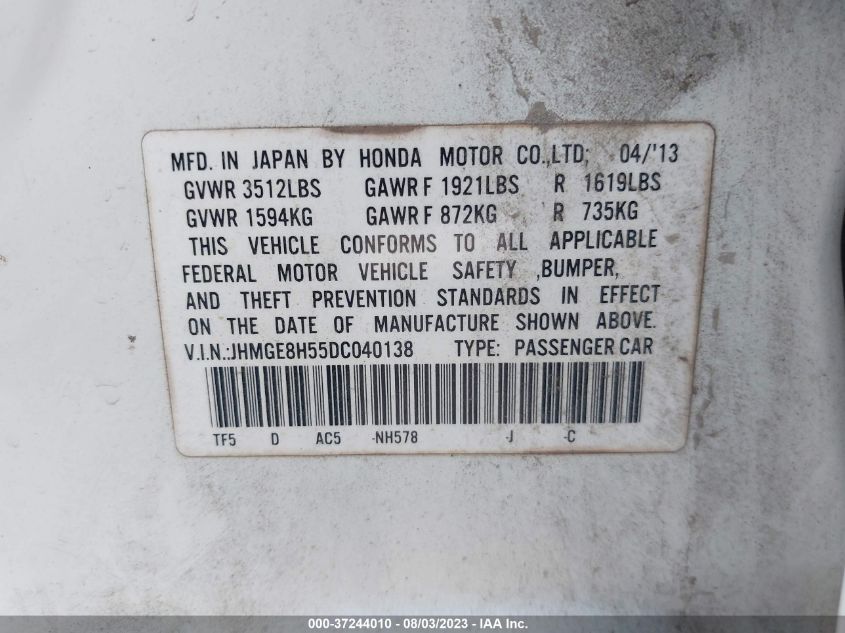 MFD. IN JAPAN BY HONDA MOTOR CO.,LTD; 04/'13
GVWR 3512LBS GAWR F 1921LBS R 1619LBS
GVWR 1594KG GAWR F 872KG R 735KG
THIS VEHICLE CONFORMS TO ALL APPLICABLE
FEDERAL MOTOR VEHICLE SAFETY ,BUMPER,
AND THEFT PREVENTION STANDARDS IN EFFECT
ON THE DATE OF MANUFACTURE SHOWN ABOVE.
V.I.N.:JHMGE8H55DC040138 TYPE: PASSENGER CAR
TF5 D AC5 -NH578 -J -C
000-37244010 - 08/03/2023 - IAA Inc.